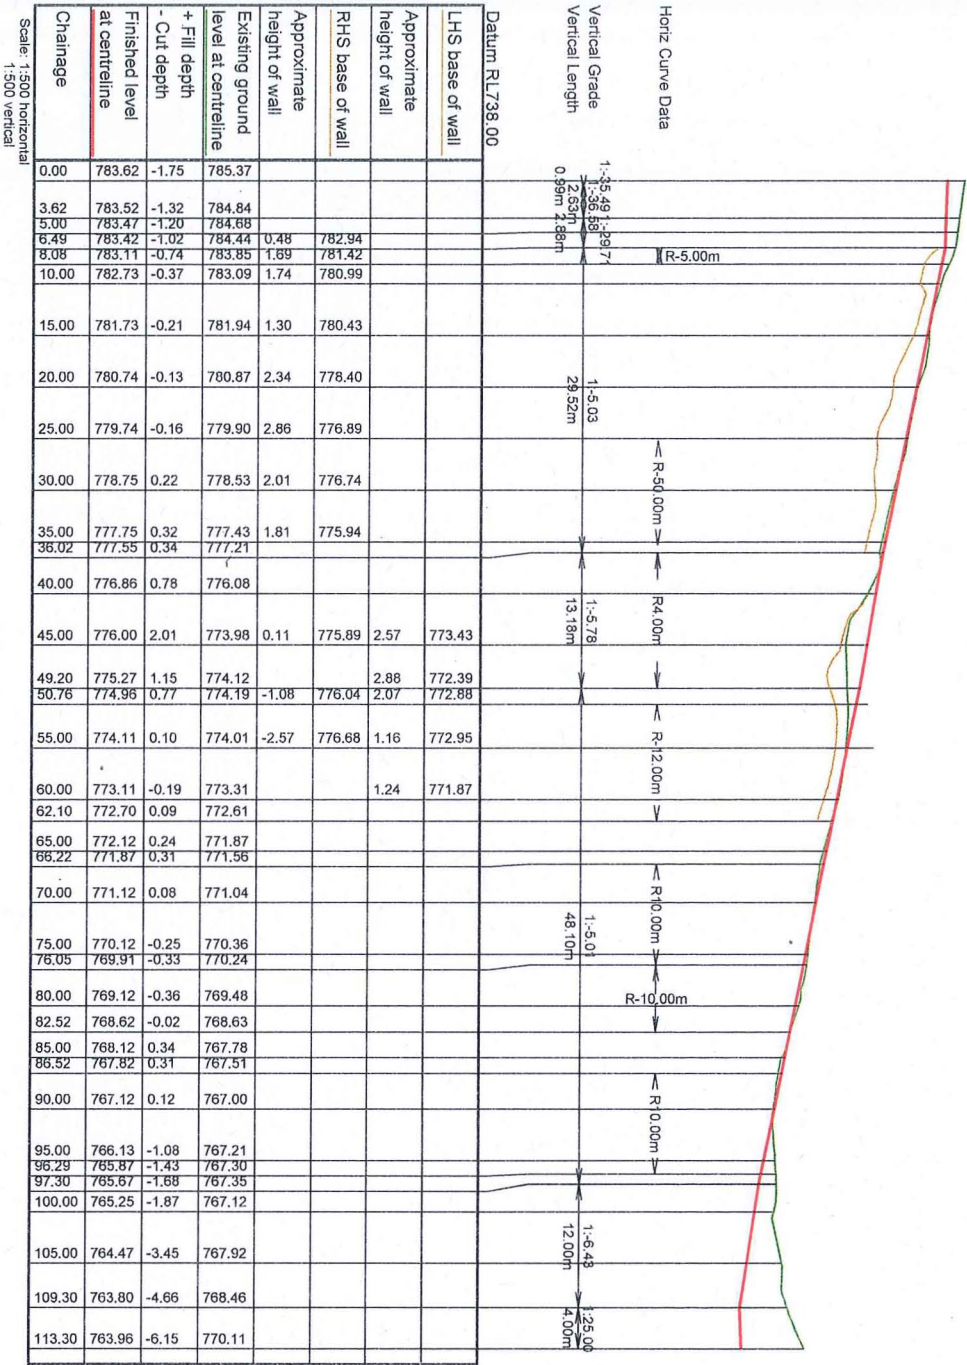 Horiz Curve Data
R-5.00m
R-50.00m
R4.00m
R-12.00m
R10.00m
R-10.00m
R10.00m
Vertical Grade
Vertical Length
1:-35.49
0.99m
1:-36.58
2.63m
1:-29.71
2.88m
1:-5.03
29.52m
1:-5.78
13.18m
1:-5.01
48.10m
1:-6.43
12.00m
1:25.00
4.00m
Datum RL738.00
LHS base of wall
Approximate height of wall
RHS base of wall
Approximate height of wall
Existing ground level at centreline
+ Fill depth
- Cut depth
Finished level at centreline
Chainage
Scale: 1:500 horizontal
1:500 vertical
0.00 783.62 -1.75 785.37
3.62 783.52 -1.32 784.84
5.00 783.47 -1.20 784.68
6.49 783.42 -1.02 784.44 0.48 782.94
8.08 783.11 -0.74 783.85 1.69 781.42
10.00 782.73 -0.37 783.09 1.74 780.99
15.00 781.73 -0.21 781.94 1.30 780.43
20.00 780.74 -0.13 780.87 2.34 778.40
25.00 779.74 -0.16 779.90 2.86 776.89
30.00 778.75 0.22 778.53 2.01 776.74
35.00 777.75 0.32 777.43 1.81 775.94
36.02 777.55 0.34 777.21
40.00 776.86 0.78 776.08
45.00 776.00 2.01 773.98 0.11 775.89 2.57 773.43
49.20 775.27 1.15 774.12 2.88 772.39
50.76 774.96 0.77 774.19 -1.08 776.04 2.07 772.88
55.00 774.11 0.10 774.01 -2.57 776.68 1.16 772.95
60.00 773.11 -0.19 773.31 1.24 771.87
62.10 772.70 0.09 772.61
65.00 772.12 0.24 771.87
66.22 771.87 0.31 771.56
70.00 771.12 0.08 771.04
75.00 770.12 -0.25 770.36
76.05 769.91 -0.33 770.24
80.00 769.12 -0.36 769.48
82.52 768.62 -0.02 768.63
85.00 768.12 0.34 767.78
86.52 767.82 0.31 767.51
90.00 767.12 0.12 767.00
95.00 766.13 -1.08 767.21
96.29 765.87 -1.43 767.30
97.30 765.67 -1.68 767.35
100.00 765.25 -1.87 767.12
105.00 764.47 -3.45 767.92
109.30 763.80 -4.66 768.46
113.30 763.96 -6.15 770.11